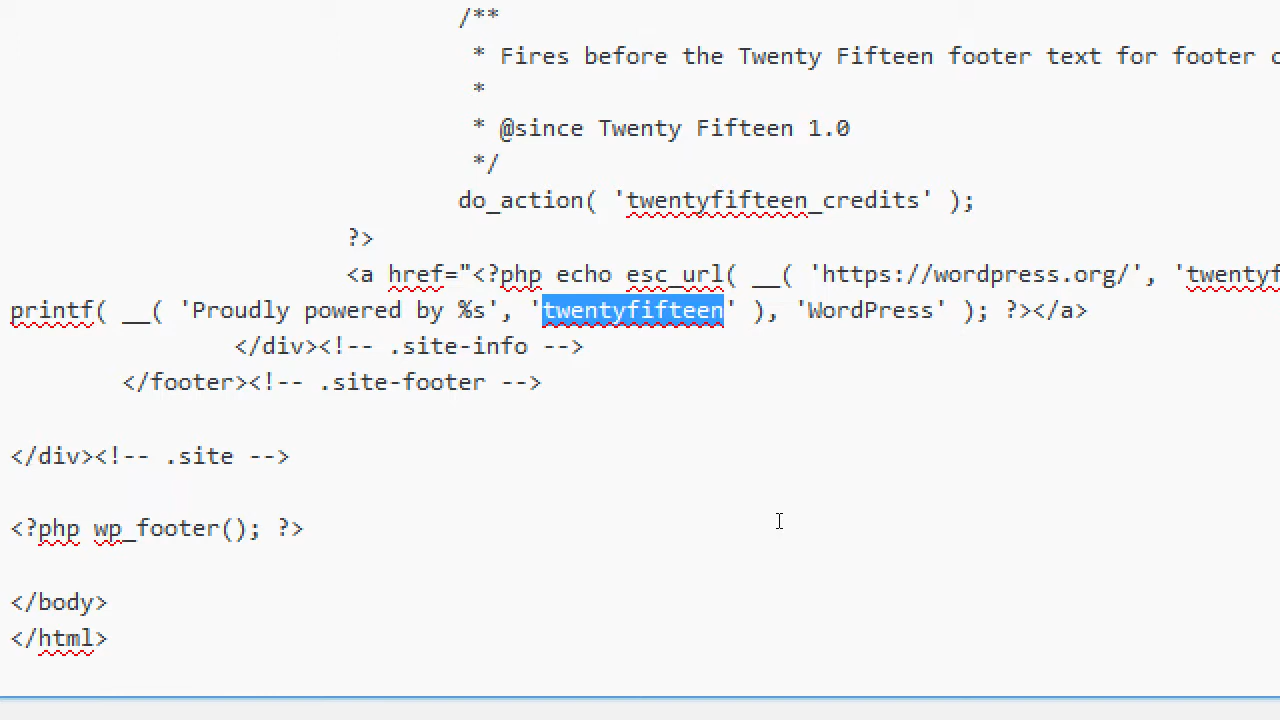 /**
* Fires before the Twenty Fifteen footer text for footer
*
* @since Twenty Fifteen 1.0
*/
do_action( 'twentyfifteen_credits' );
?>
<a href="<?php echo esc_url( __( 'https://wordpress.org/', 'twentyf
printf( __( 'Proudly powered by %s', 'twentyfifteen' ), 'WordPress' ); ?></a>
</div><!-- .site-info -->
</footer><!-- .site-footer -->
</div><!-- .site -->
<?php wp_footer(); ?>
</body>
</html>